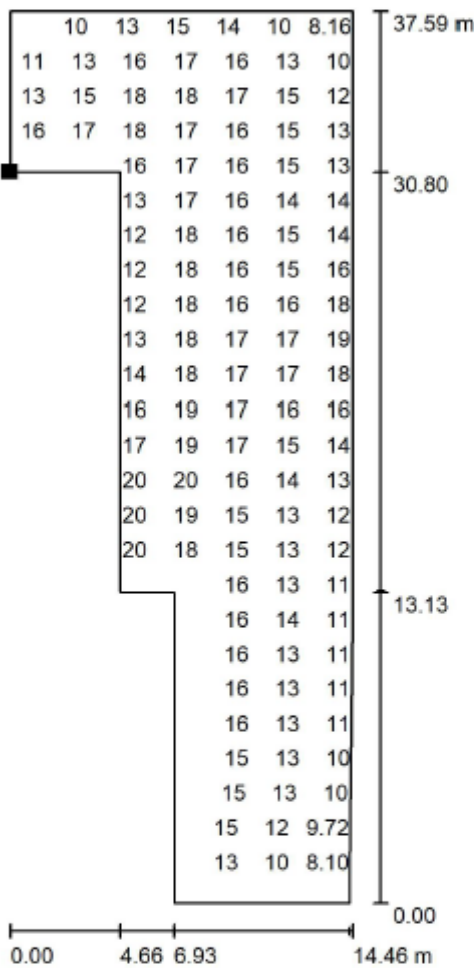 10 13 15 14 10 8.16 37.59 m
11 13 16 17 16 13 10
13 15 18 18 17 15 12
16 17 18 17 16 15 13
16 17 16 15 13 30.80
13 17 16 14 14
12 18 16 15 14
12 18 16 15 16
12 18 16 16 18
13 18 17 17 19
14 18 17 17 18
16 19 17 16 16
17 19 17 15 14
20 20 16 14 13
20 19 15 13 12
20 18 15 13 12
16 13 11 13.13
16 14 11
16 13 11
16 13 11
16 13 11
15 13 10
15 13 10
15 12 9.72
13 10 8.10
0.00
0.00 4.66 6.93 14.46 m